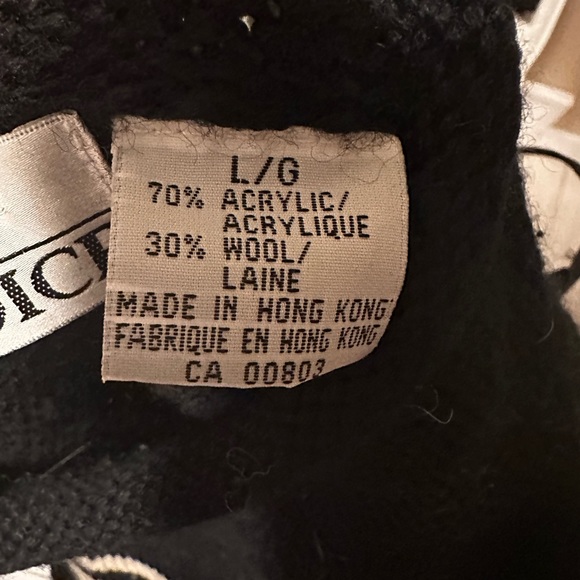 L/G
70% ACRYLIC/
ACRYLIQUE
30% WOOL/
LAINE
MADE IN HONG KONG
FABRIQUE EN HONG KONG
CA 00803